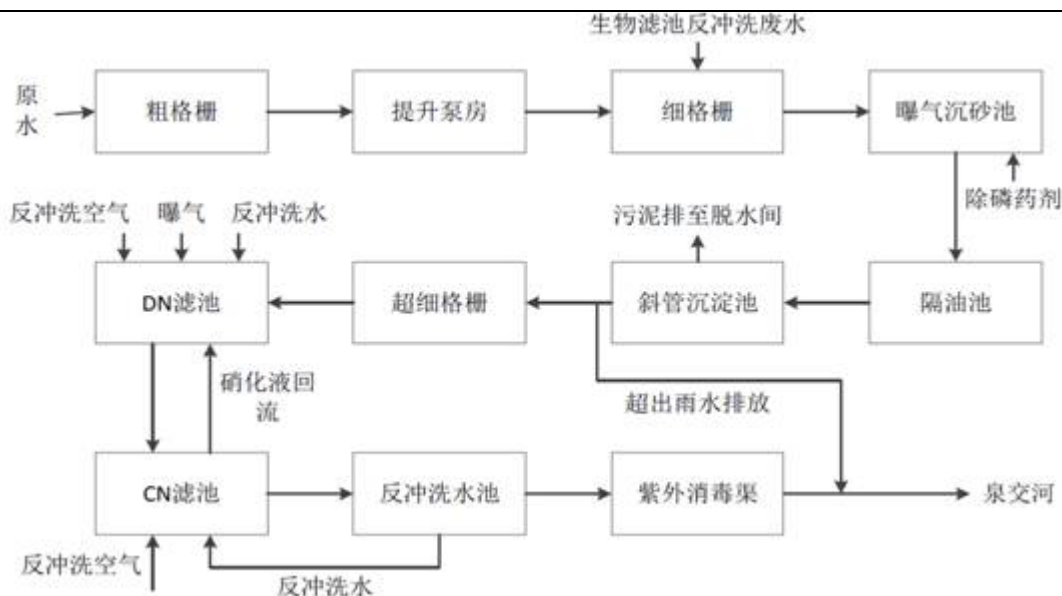 生物滤池反冲洗废水
原
水
粗格栅
提升泵房
细格栅
曝气沉砂池
除磷药剂
反冲洗空气
曝气
反冲洗水
污泥排至脱水间
DN滤池
超细格栅
斜管沉淀池
隔油池
硝化液回
流
超出雨水排放
CN滤池
反冲洗水池
紫外消毒渠
泉交河
反冲洗空气
反冲洗水